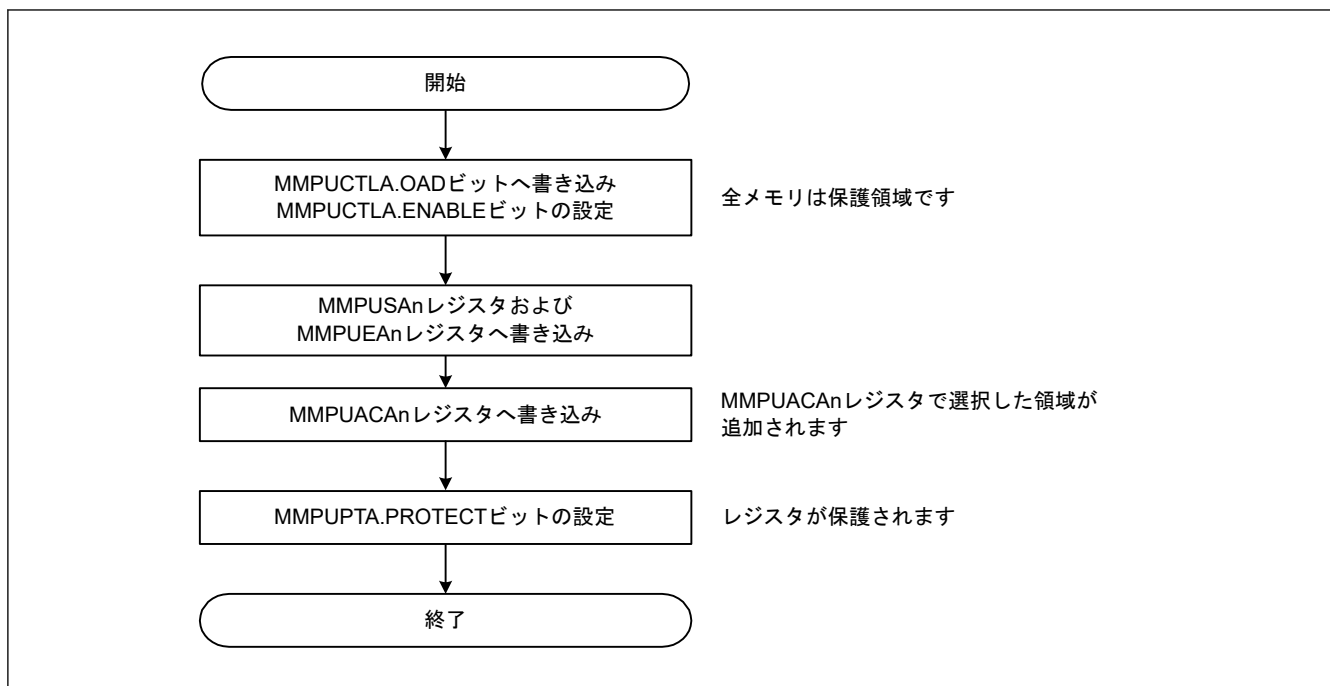 開始
MMPUCTLA.OADビットへ書き込み
MMPUCTLA.ENABLEビットの設定
全メモリは保護領域です
MMPUSAnレジスタおよび
MMPUEAnレジスタへ書き込み
MMPUACAnレジスタへ書き込み
MMPUACAnレジスタで選択した領域が
追加されます
MMPUPTA.PROTECTビットの設定
レジスタが保護されます
終了